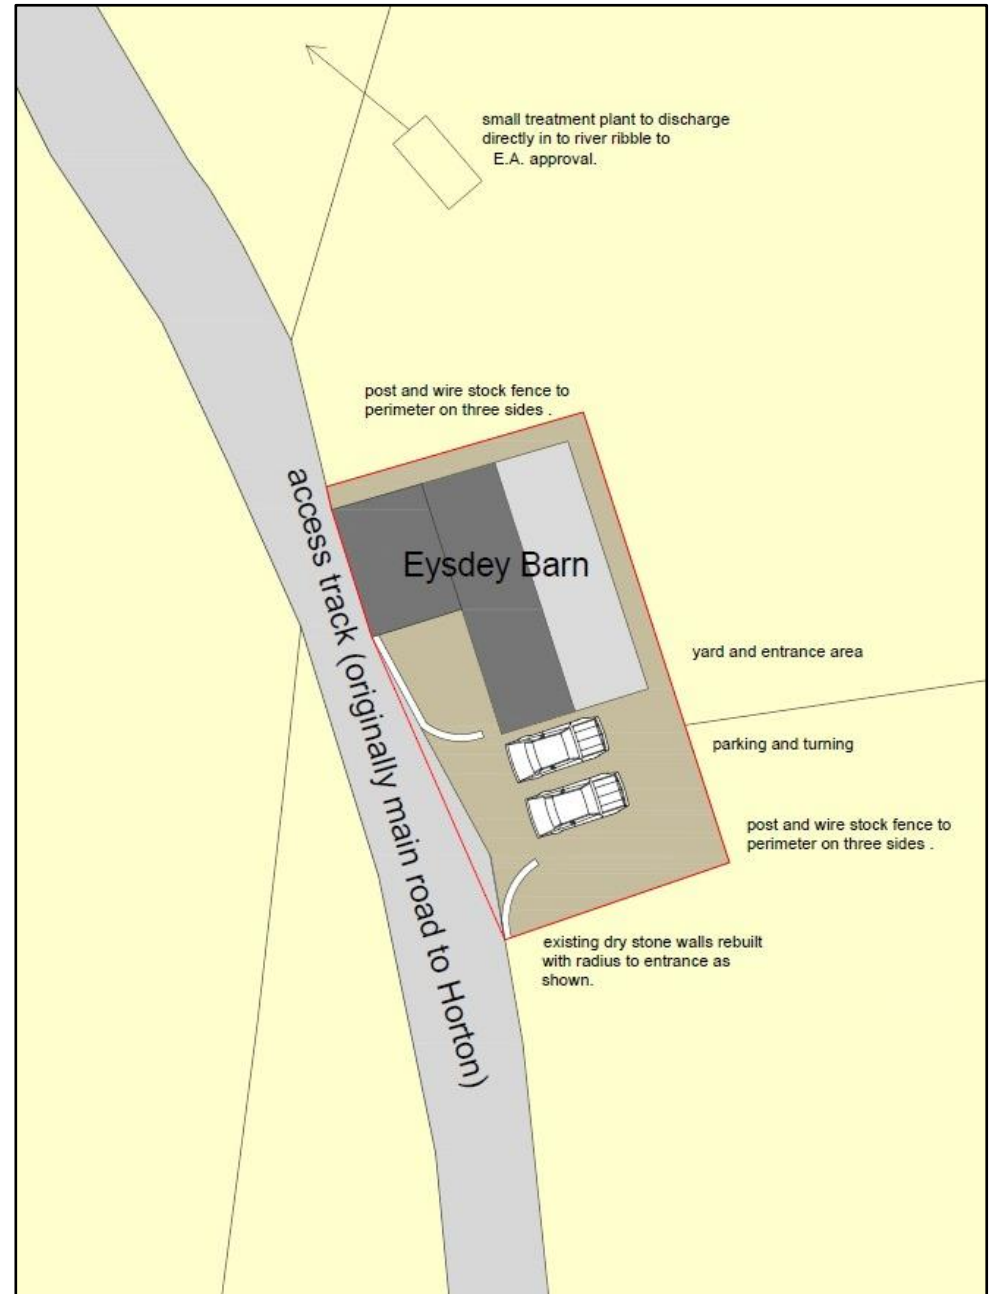 small treatment plant to discharge
directly in to river ribble to
E.A. approval.
post and wire stock fence to
perimeter on three sides .
access track (originally main road to Horton)
Eysdey Barn
yard and entrance area
parking and turning
post and wire stock fence to
perimeter on three sides .
existing dry stone walls rebuilt
with radius to entrance as
shown.